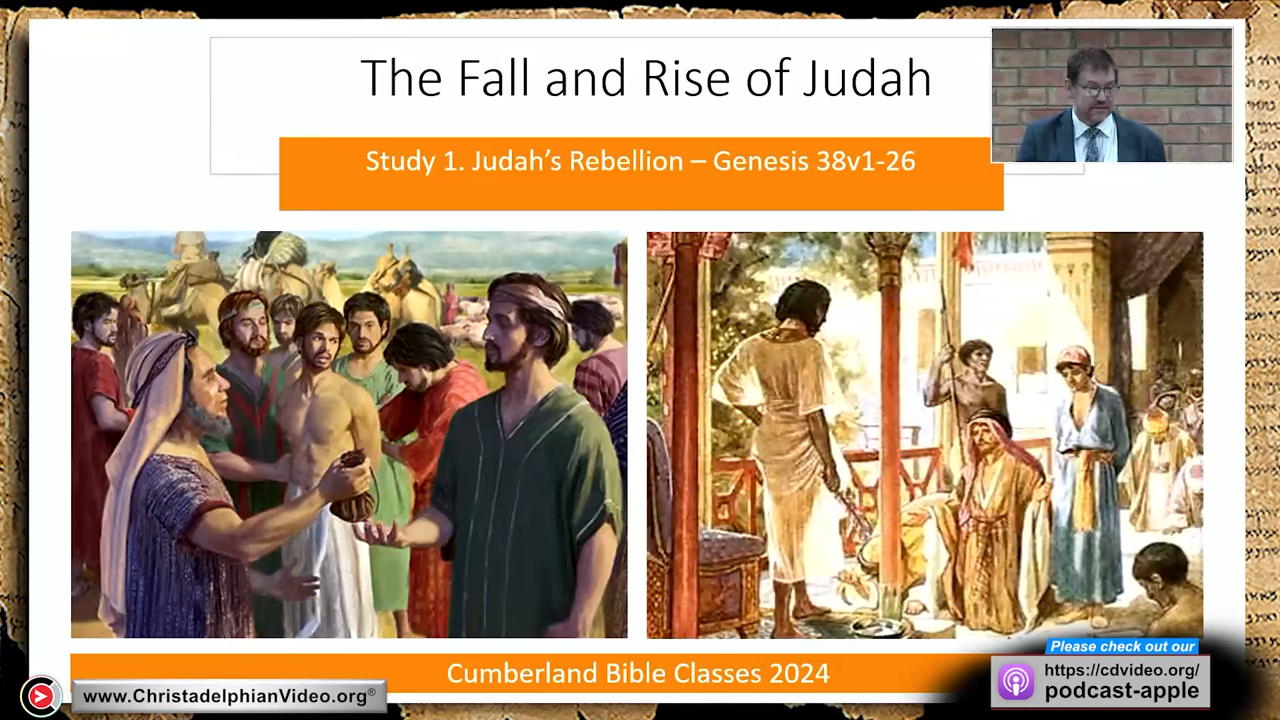 The Fall and Rise of Judah
Study 1. Judah's Rebellion – Genesis 38v1-26
Cumberland Bible Classes 2024
www.ChristadelphianVideo.org®
Please check out our
https://cdvideo.org/
podcast-apple